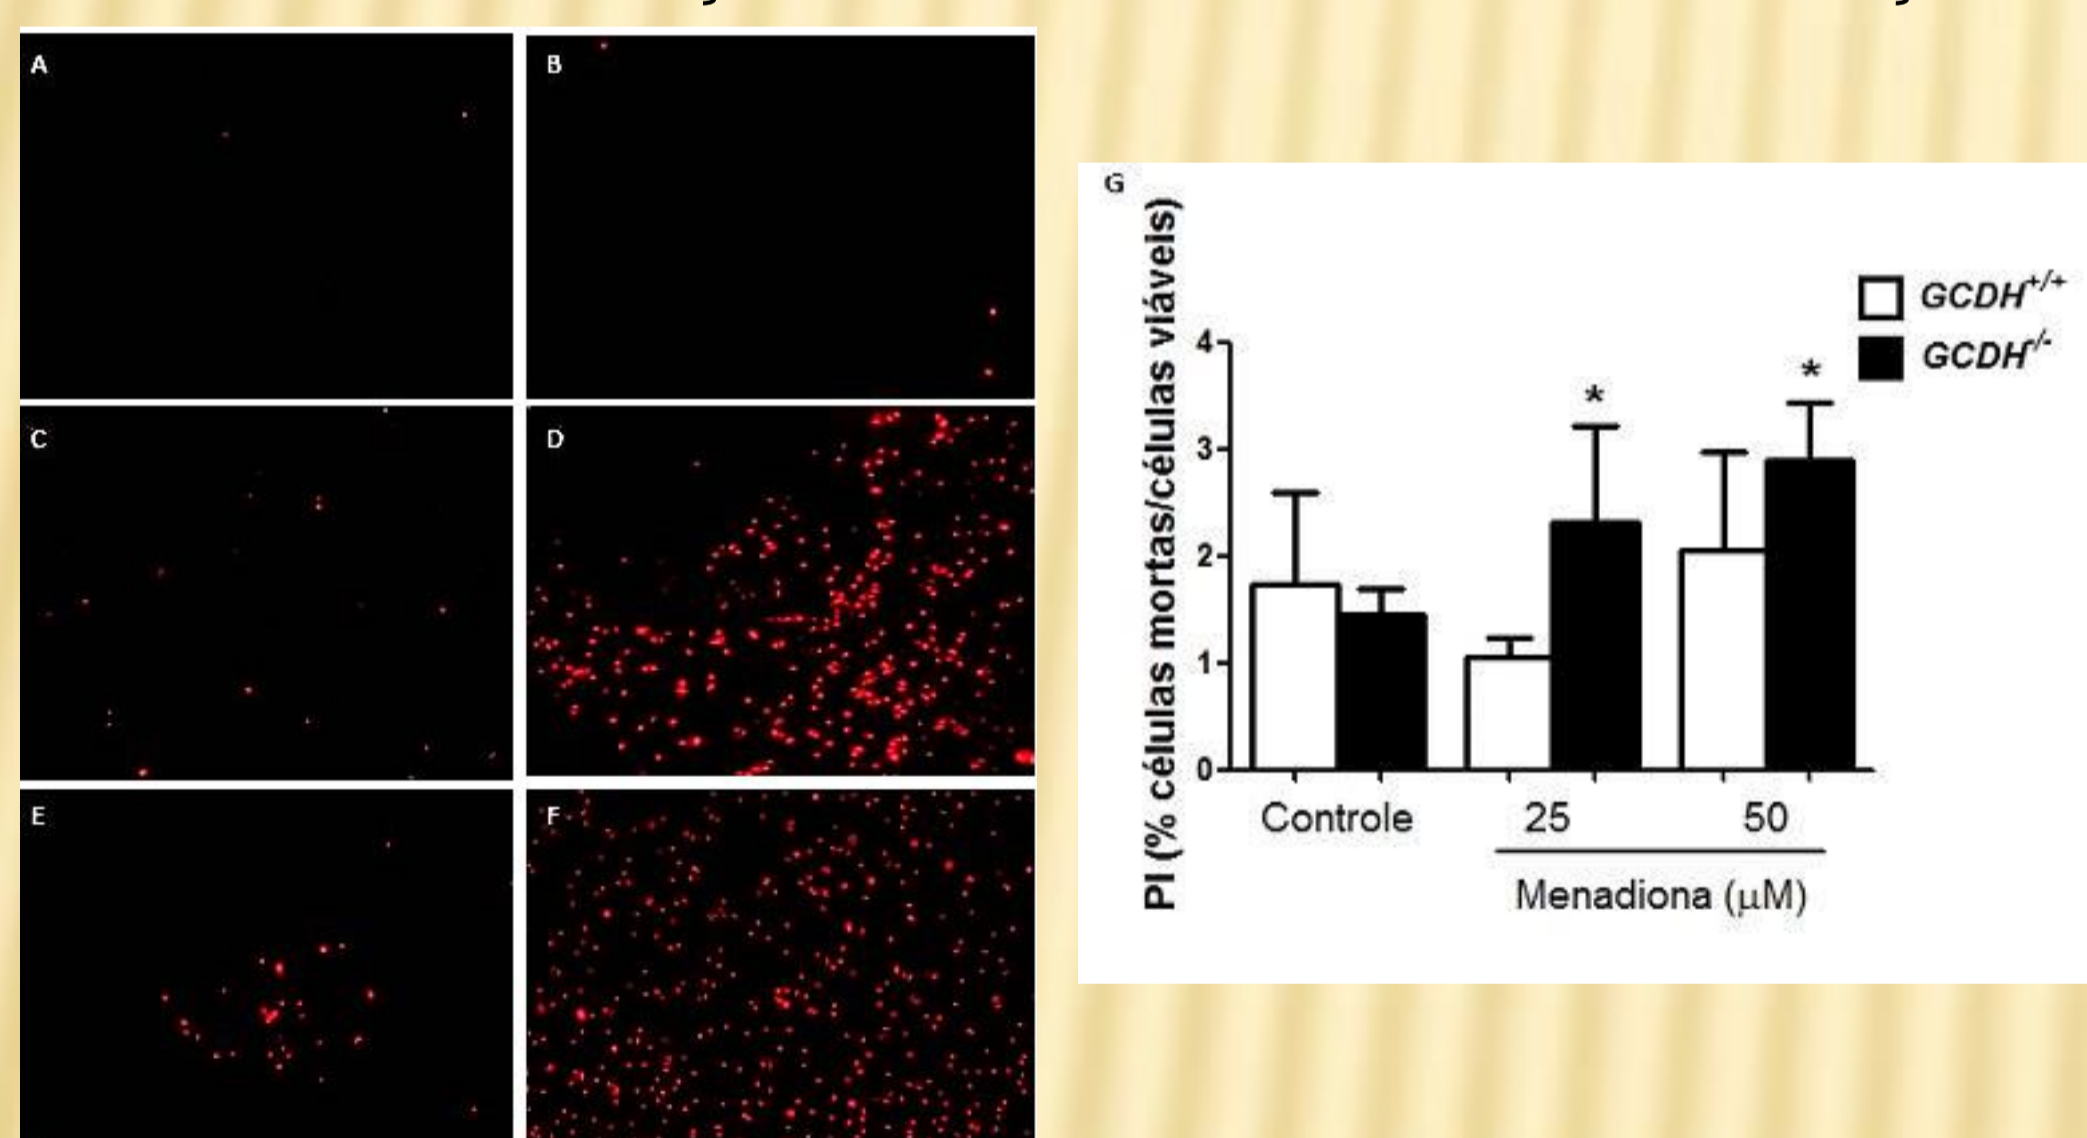 A
B
C
D
E
F
G
PI (% células mortas/células viáveis)
4
3
2
1
0
GCDH+/+
GCDH-/-
*
*
Controle
25
50
Menadiona (µM)